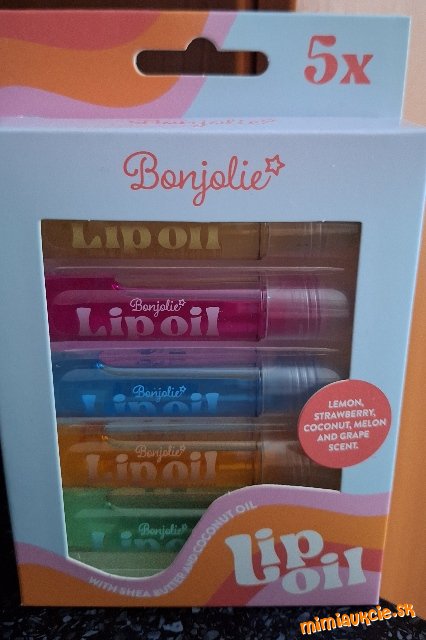 5x
Bonjolie
Bonjolie
Lip oil
Bonjolie
Lip oil
Bonjolie
Lip oil
Bonjolie
Lip oil
Bonjolie
LEMON,
STRAWBERRY,
COCONUT, MELON
AND GRAPE
SCENT.
WITH SHEA BUTTER AND COCONUT OIL
Lip
oil
mimiaukcie.sk